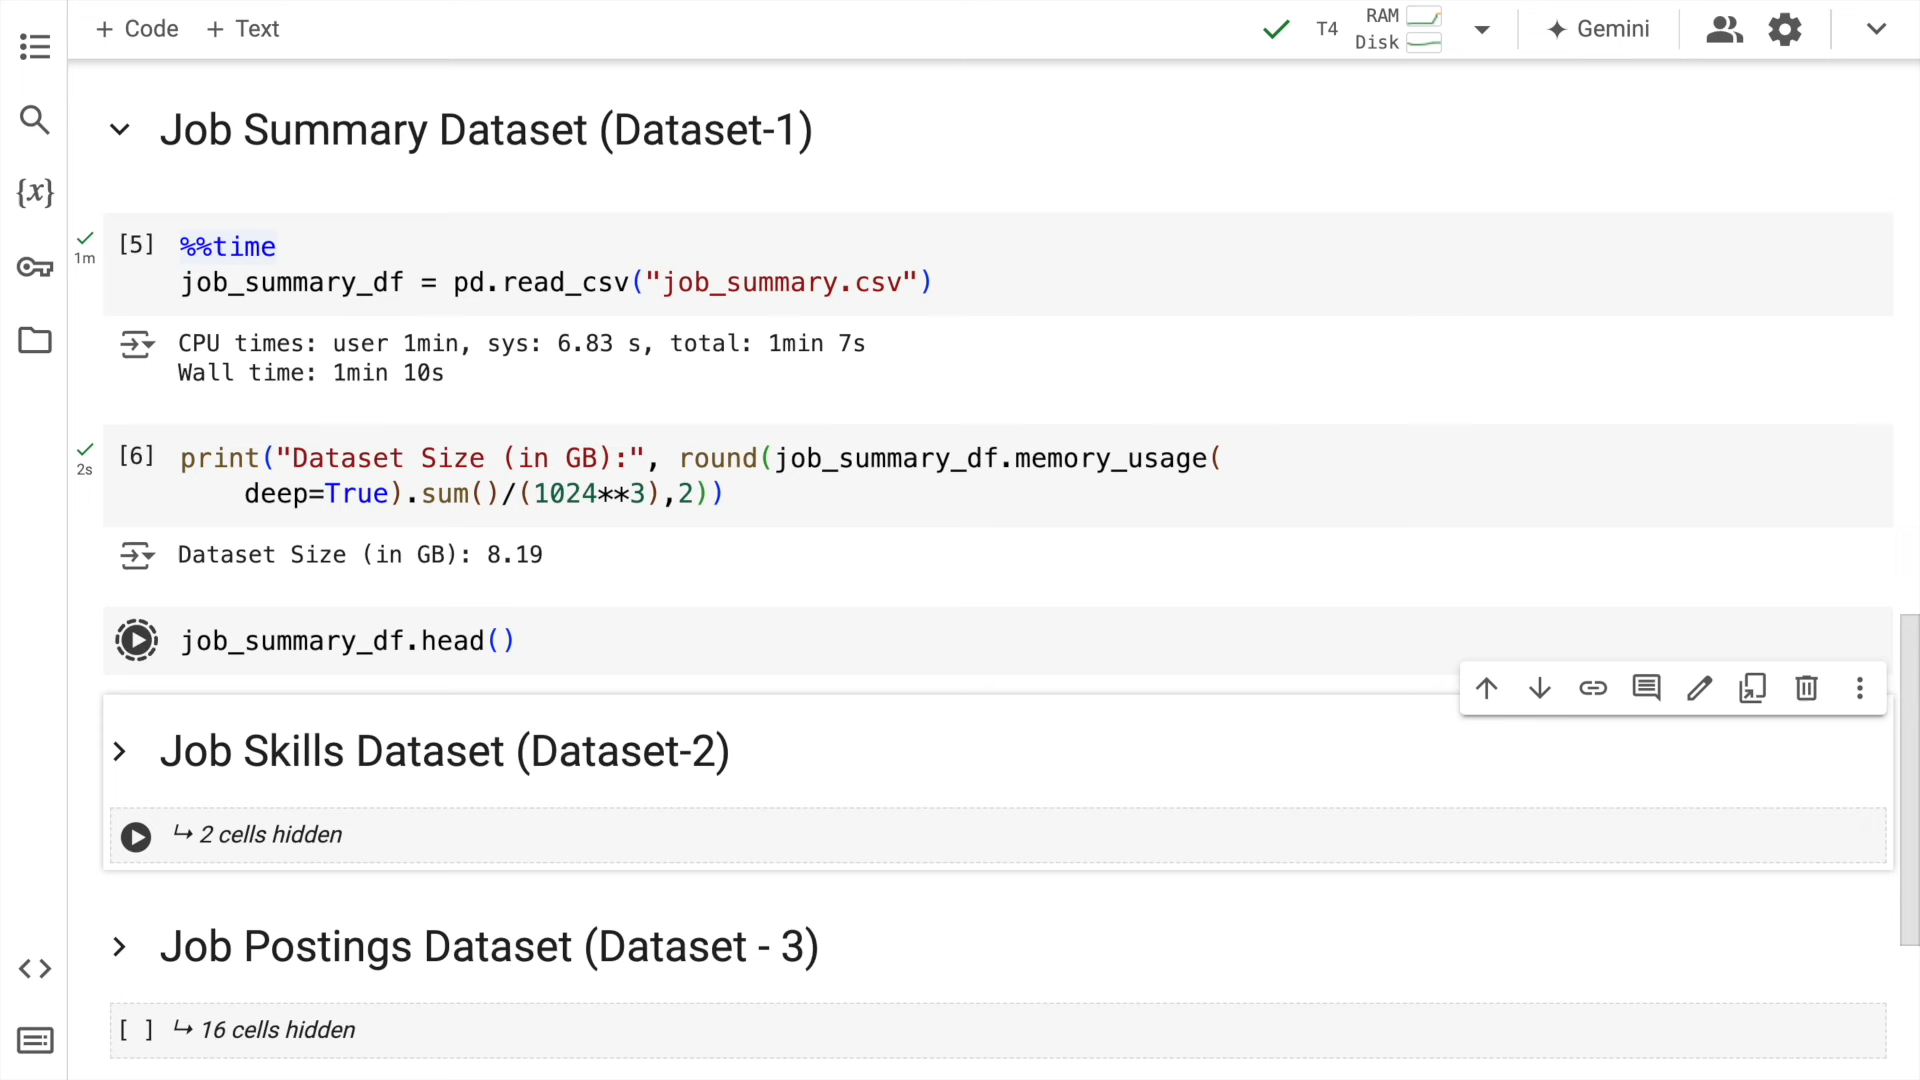 + Code + Text
T4
RAM
Disk
Gemini
{x}
Job Summary Dataset (Dataset-1)
1m
[5] %%time
job_summary_df = pd.read_csv("job_summary.csv")
CPU times: user 1min, sys: 6.83 s, total: 1min 7s
Wall time: 1min 10s
2s
[6] print("Dataset Size (in GB):", round(job_summary_df.memory_usage(
deep=True).sum()/(1024**3),2))
Dataset Size (in GB): 8.19
job_summary_df.head()
Job Skills Dataset (Dataset-2)
↪ 2 cells hidden
Job Postings Dataset (Dataset - 3)
[ ] ↪ 16 cells hidden